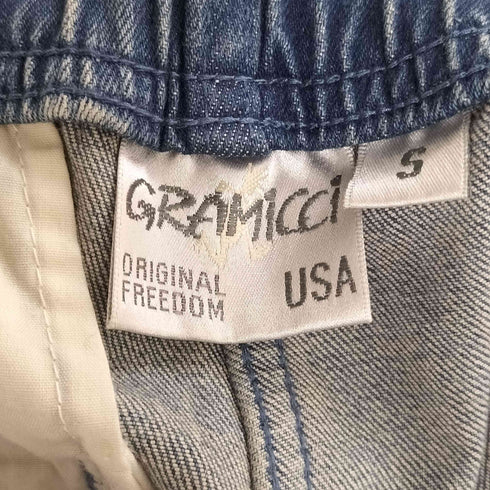 GRAMiCCi
ORIGINAL
FREEDOM
USA
S